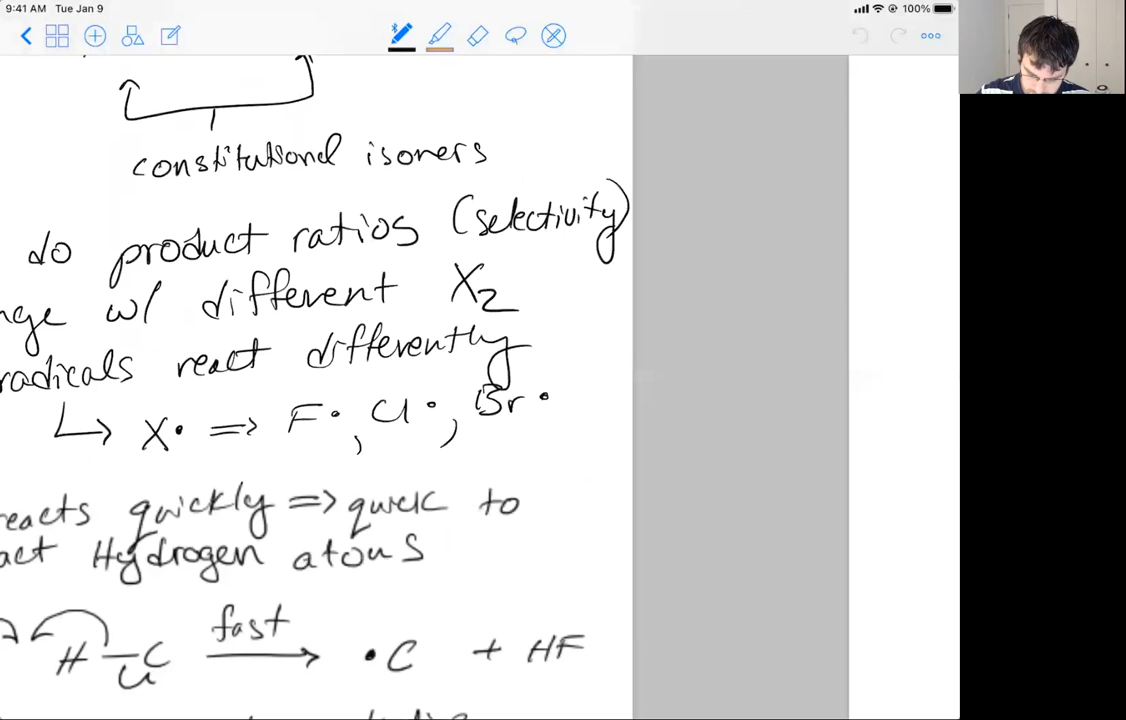 9:41 AM Tue Jan 9
100%
constitutional isomers
do product ratios (selectivity)
nge w/ different X2
radicals react differently
↳ X• => F•, Cl•, Br•
reacts quickly => quick to
act Hydrogen atoms
fast
H—C → •C + HF